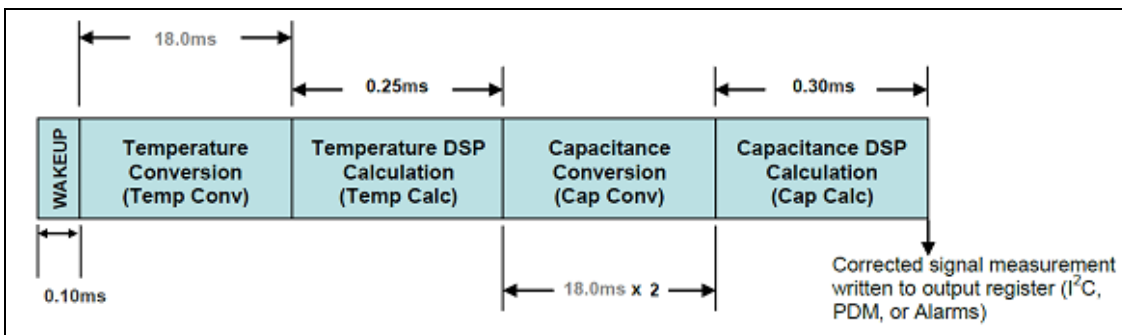 18.0ms
0.25ms
0.30ms
WAKEUP
Temperature
Conversion
(Temp Conv)
Temperature DSP
Calculation
(Temp Calc)
Capacitance
Conversion
(Cap Conv)
Capacitance DSP
Calculation
(Cap Calc)
0.10ms
18.0ms x 2
Corrected signal measurement
written to output register (I²C,
PDM, or Alarms)